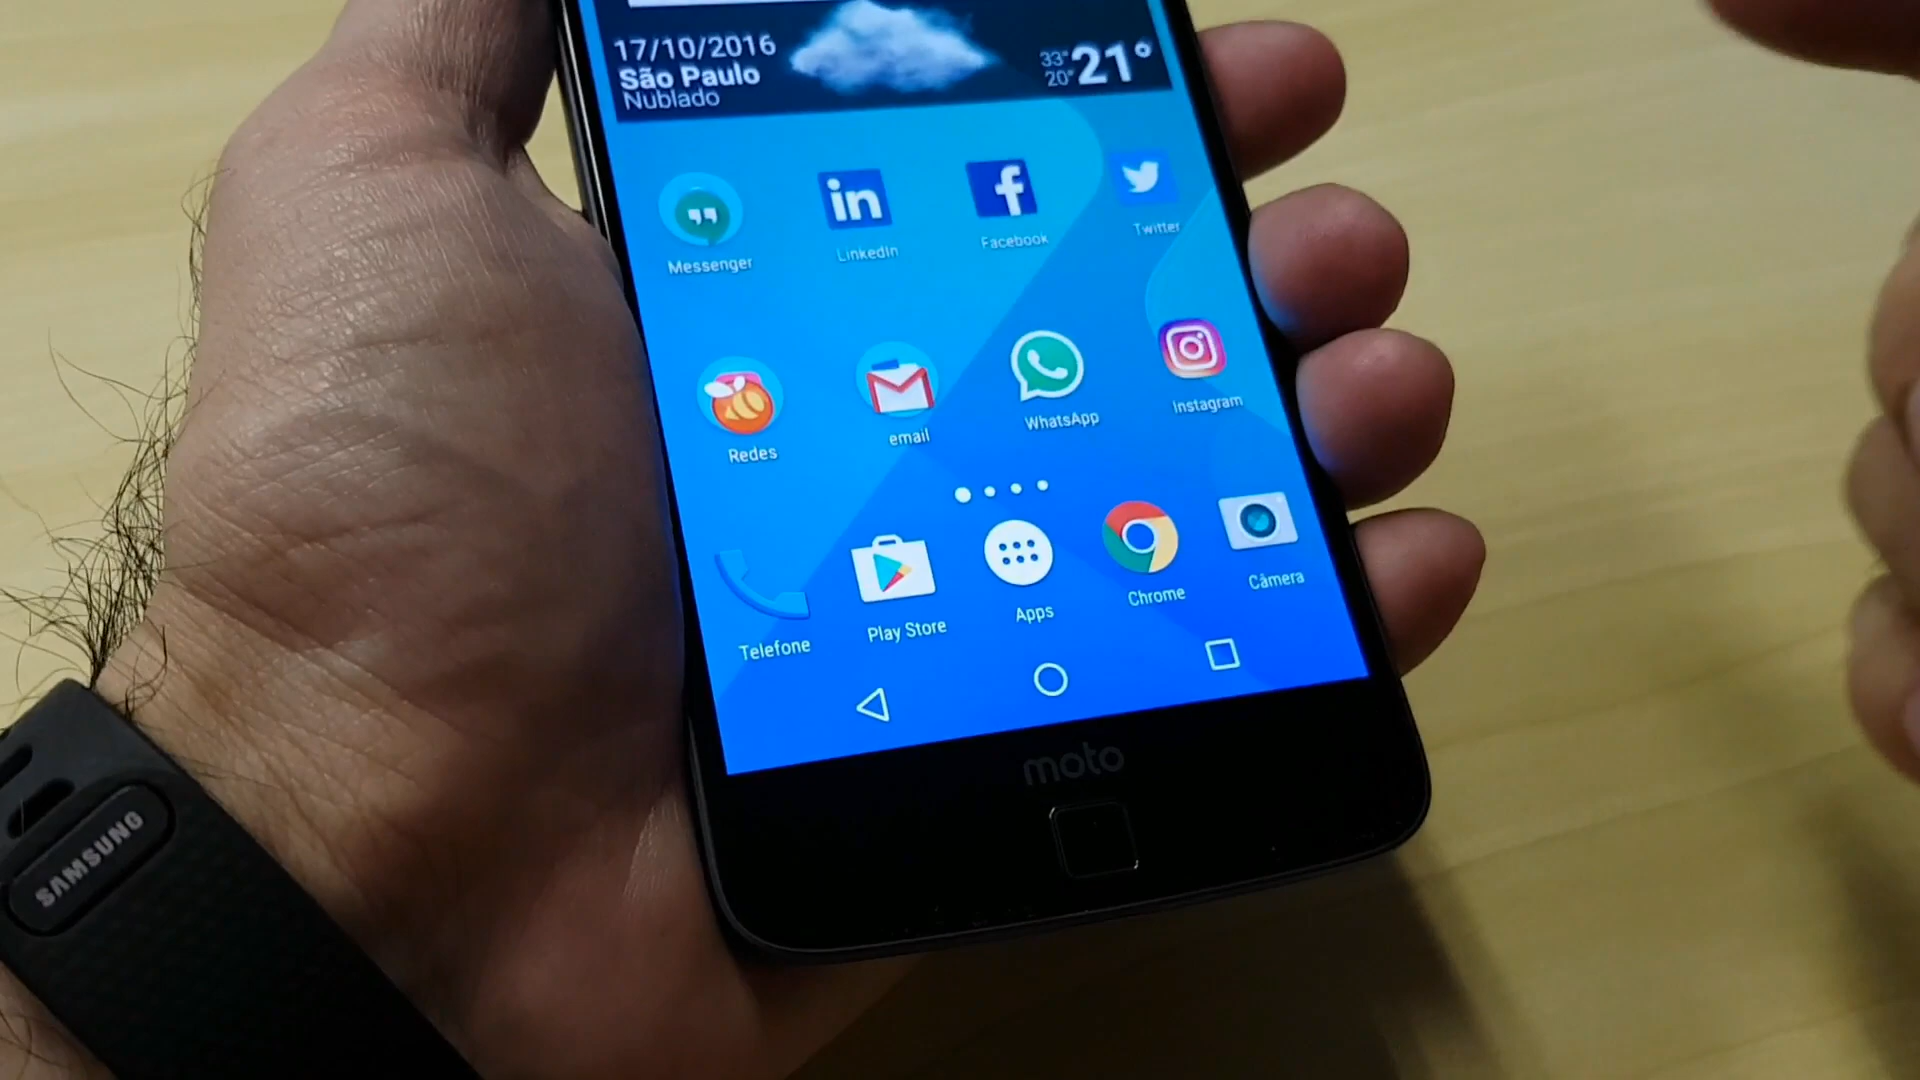 17/10/2016
São Paulo
Nublado
33°
20°
21°
Messenger
LinkedIn
Facebook
Twitter
Redes
email
WhatsApp
Instagram
Telefone
Play Store
Apps
Chrome
Câmera
moto
SAMSUNG
in
f